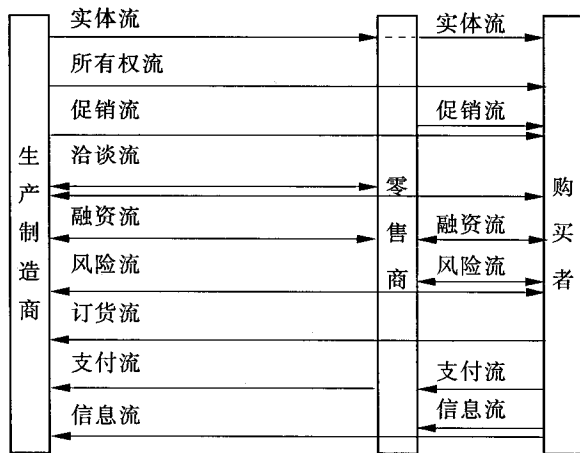 实体流 实体流
所有权流
促销流 促销流
洽谈流
融资流 融资流
风险流 风险流
订货流
支付流 支付流
信息流 信息流
生产制造商
零售商
购买者